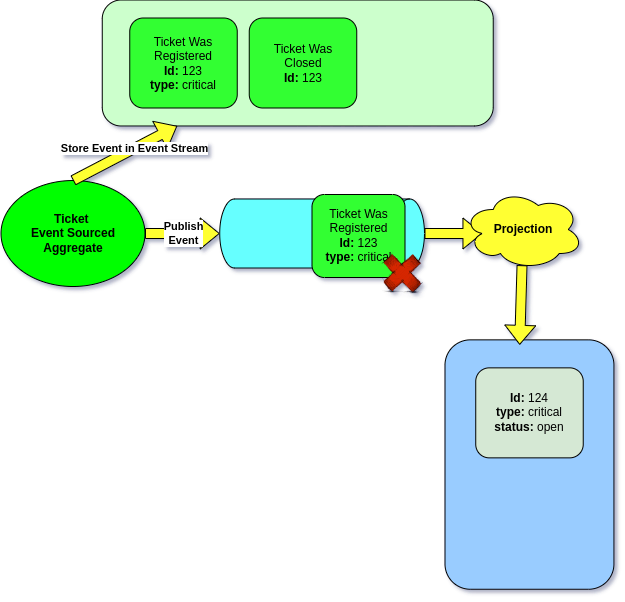 Ticket Was
Registered
Id: 123
type: critical
Ticket Was
Closed
Id: 123
Store Event in Event Stream
Ticket
Event Sourced
Aggregate
Publish
Event
Ticket Was
Registered
Id: 123
type: critical
Projection
Id: 124
type: critical
status: open